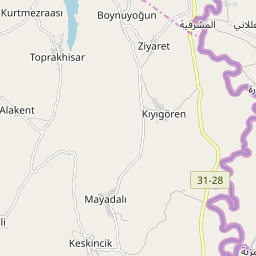 Kurtmezraası
Boynuyoğun
المشرفية
Ziyaret
Toprakhisar
Alakent
Kıyıgören
31-28
Mayadalı
Keskincik